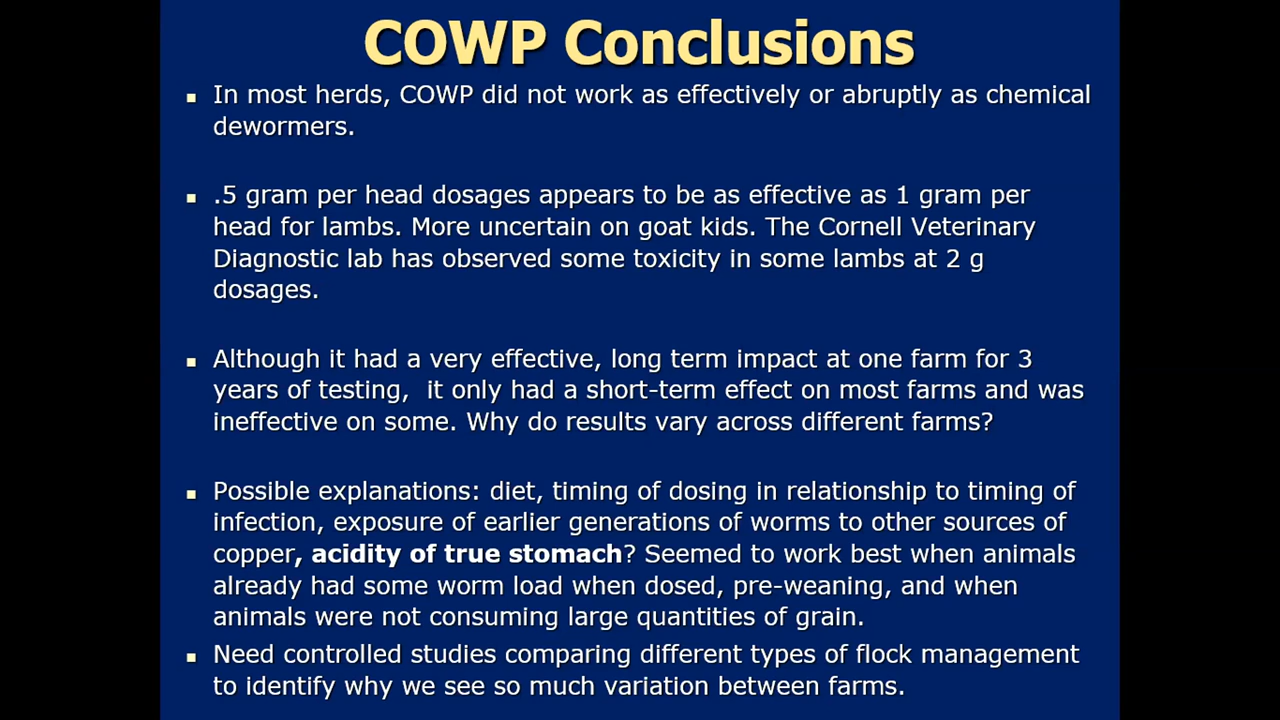 COWP Conclusions
▪ In most herds, COWP did not work as effectively or abruptly as chemical
dewormers.
▪ .5 gram per head dosages appears to be as effective as 1 gram per
head for lambs. More uncertain on goat kids. The Cornell Veterinary
Diagnostic lab has observed some toxicity in some lambs at 2 g
dosages.
▪ Although it had a very effective, long term impact at one farm for 3
years of testing,  it only had a short-term effect on most farms and was
ineffective on some. Why do results vary across different farms?
▪ Possible explanations: diet, timing of dosing in relationship to timing of
infection, exposure of earlier generations of worms to other sources of
copper, acidity of true stomach? Seemed to work best when animals
already had some worm load when dosed, pre-weaning, and when
animals were not consuming large quantities of grain.
▪ Need controlled studies comparing different types of flock management
to identify why we see so much variation between farms.